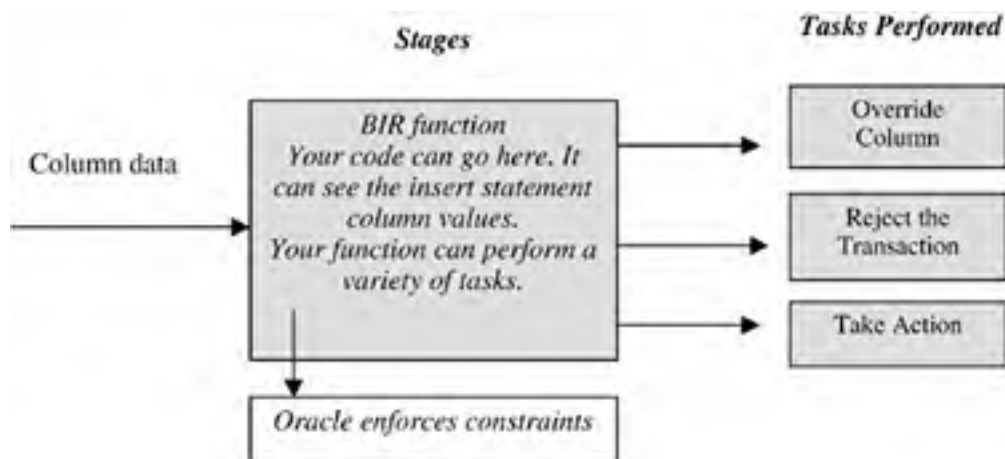 Stages
Tasks Performed
Column data
BIR function
Your code can go here. It
can see the insert statement
column values.
Your function can perform a
variety of tasks.
Override
Column
Reject the
Transaction
Take Action
Oracle enforces constraints